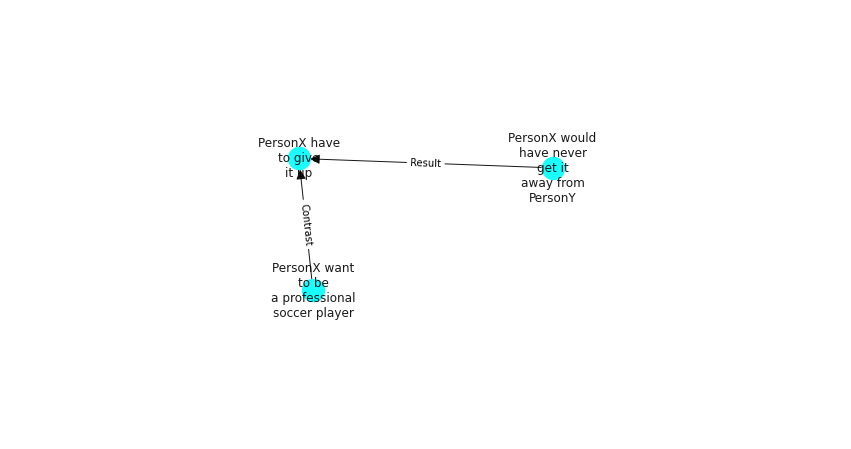 PersonX have
to give
it up
Result
PersonX would
have never
get it
away from
PersonY
Contrast
PersonX want
to be
a professional
soccer player